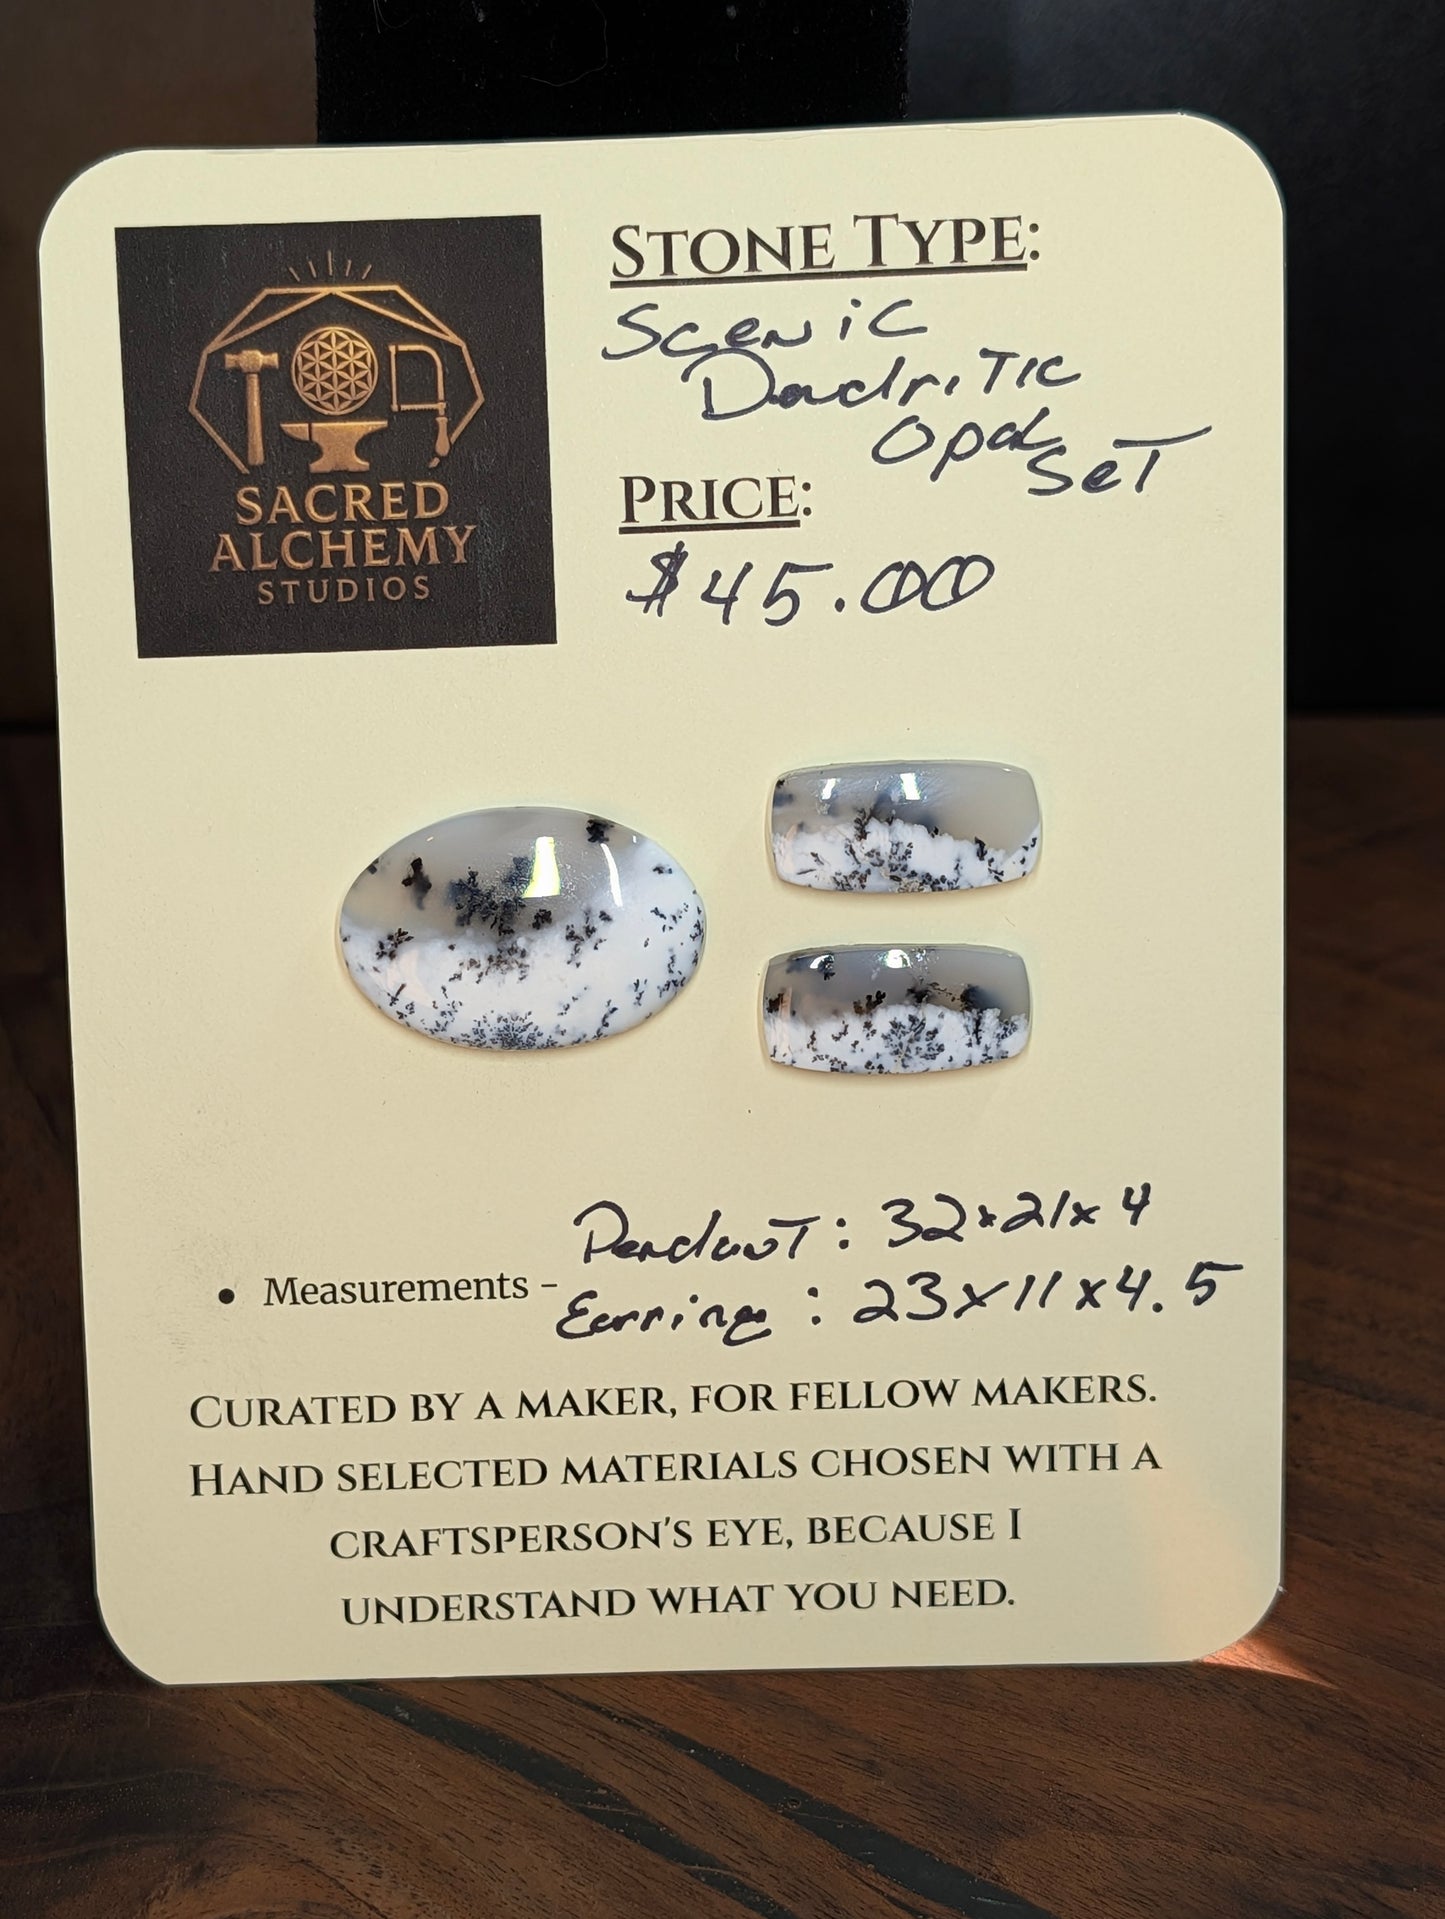 SACRED
ALCHEMY
STUDIOS
STONE TYPE:
Scenic
Dendritic
Opal
Set
PRICE:
$45.00
Pendant: 32x21x4
• Measurements -
Earrings: 23x11x4.5
CURATED BY A MAKER, FOR FELLOW MAKERS.
HAND SELECTED MATERIALS CHOSEN WITH A
CRAFTSPERSON'S EYE, BECAUSE I
UNDERSTAND WHAT YOU NEED.